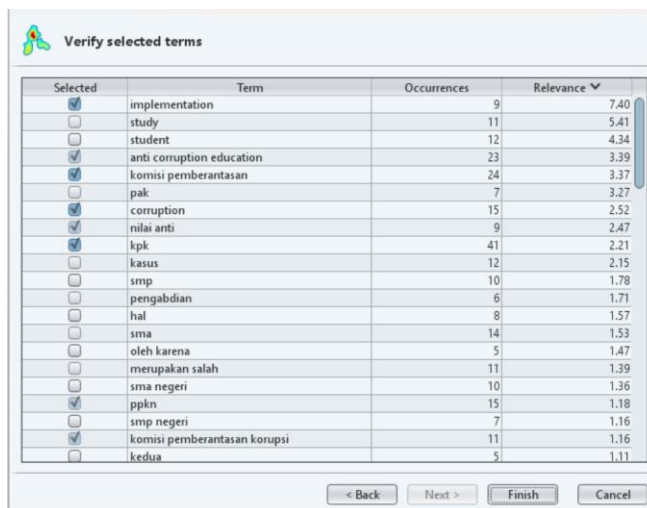 Verify selected terms
Selected Term Occurrences Relevance
implementation 9 7.40
study 11 5.41
student 12 4.34
anti corruption education 23 3.39
komisi pemberantasan 24 3.37
pak 7 3.27
corruption 15 2.52
nilai anti 9 2.47
kpk 41 2.21
kasus 12 2.15
smp 10 1.78
pengabdian 6 1.71
hal 8 1.57
sma 14 1.53
oleh karena 5 1.47
merupakan salah 11 1.39
sma negeri 10 1.36
ppkn 15 1.18
smp negeri 7 1.16
komisi pemberantasan korupsi 11 1.16
kedua 5 1.11
< Back Next > Finish Cancel